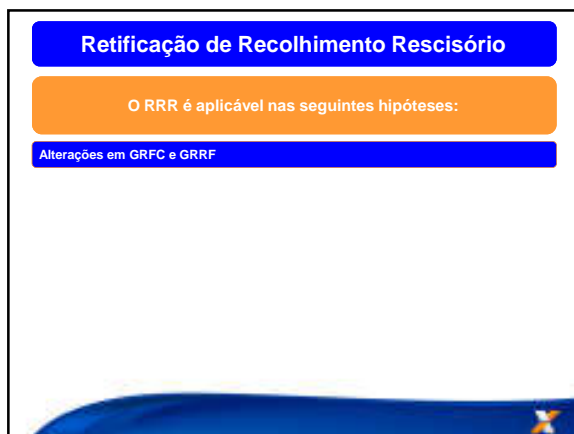 Retificação de Recolhimento Rescisório
O RRR é aplicável nas seguintes hipóteses:
Alterações em GRFC e GRRF